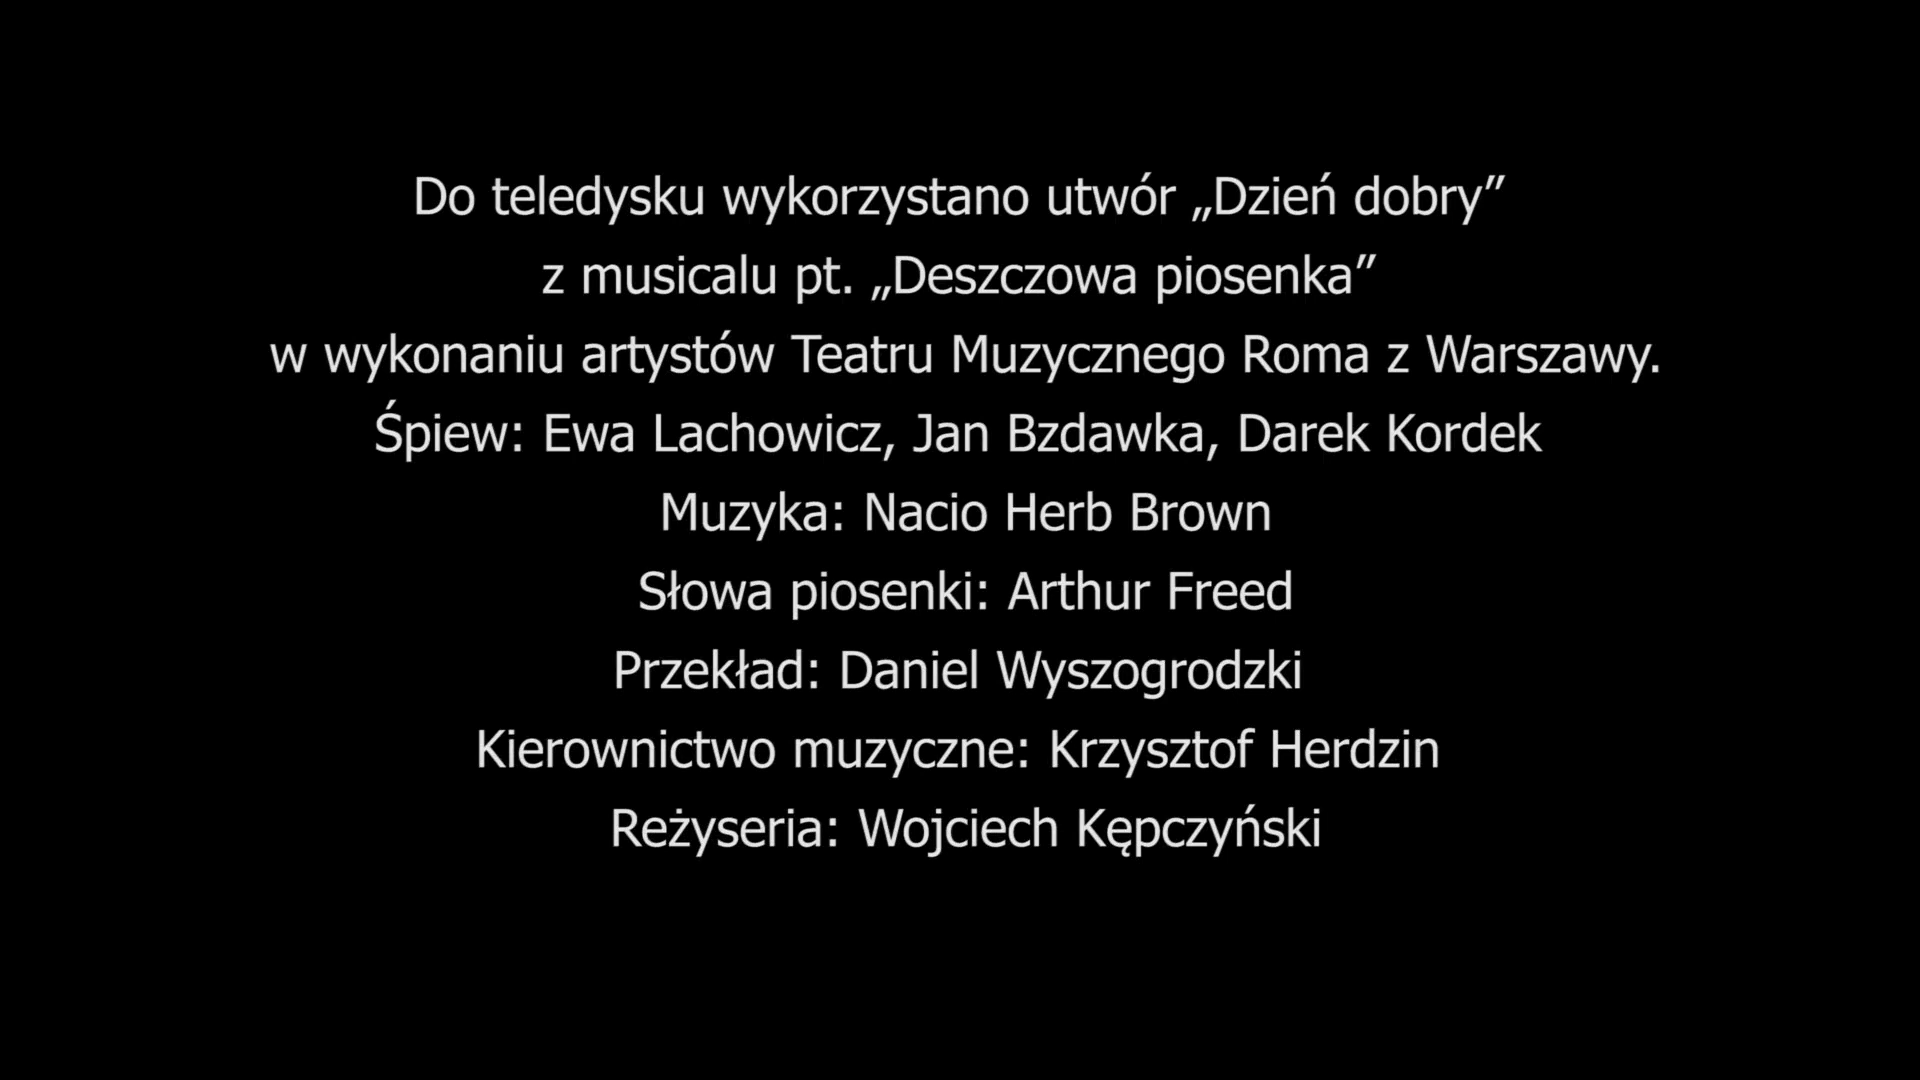 Do teledysku wykorzystano utwór „Dzień dobry”
z musicalu pt. „Deszczowa piosenka”
w wykonaniu artystów Teatru Muzycznego Roma z Warszawy.
Śpiew: Ewa Lachowicz, Jan Bzdawka, Darek Kordek
Muzyka: Nacio Herb Brown
Słowa piosenki: Arthur Freed
Przekład: Daniel Wyszogrodzki
Kierownictwo muzyczne: Krzysztof Herdzin
Reżyseria: Wojciech Kępczyński